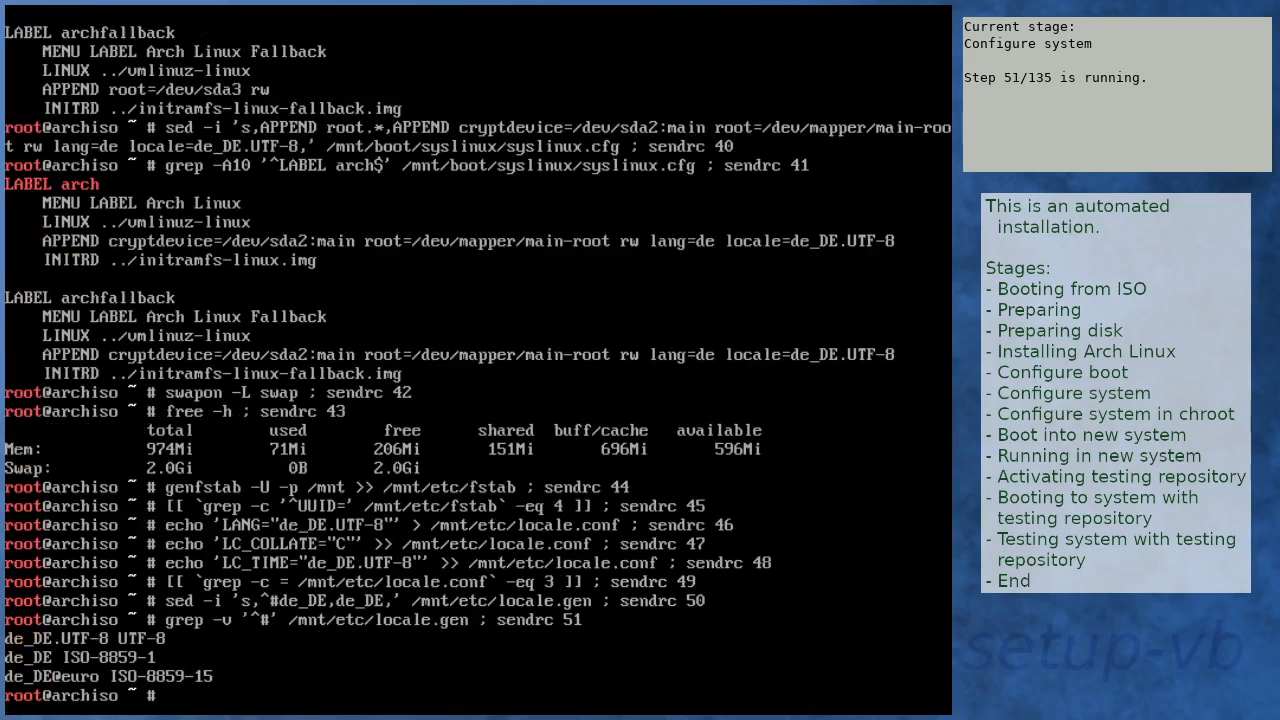 LABEL archfallback
    MENU LABEL Arch Linux Fallback
    LINUX ../vmlinuz-linux
    APPEND root=/dev/sda3 rw
    INITRD ../initramfs-linux-fallback.img
root@archiso ~ # sed -i 's,APPEND root.*,APPEND cryptdevice=/dev/sda2:main root=/dev/mapper/main-roo
t rw lang=de locale=de_DE.UTF-8,' /mnt/boot/syslinux/syslinux.cfg ; sendrc 40
root@archiso ~ # grep -A10 '^LABEL arch$' /mnt/boot/syslinux/syslinux.cfg ; sendrc 41
LABEL arch
    MENU LABEL Arch Linux
    LINUX ../vmlinuz-linux
    APPEND cryptdevice=/dev/sda2:main root=/dev/mapper/main-root rw lang=de locale=de_DE.UTF-8
    INITRD ../initramfs-linux.img

LABEL archfallback
    MENU LABEL Arch Linux Fallback
    LINUX ../vmlinuz-linux
    APPEND cryptdevice=/dev/sda2:main root=/dev/mapper/main-root rw lang=de locale=de_DE.UTF-8
    INITRD ../initramfs-linux-fallback.img
root@archiso ~ # swapon -L swap ; sendrc 42
root@archiso ~ # free -h ; sendrc 43
               total        used        free      shared  buff/cache   available
Mem:           974Mi        71Mi       206Mi       151Mi       696Mi       596Mi
Swap:          2.0Gi          0B       2.0Gi
root@archiso ~ # genfstab -U -p /mnt >> /mnt/etc/fstab ; sendrc 44
root@archiso ~ # [[ `grep -c '^UUID=' /mnt/etc/fstab` -eq 4 ]] ; sendrc 45
root@archiso ~ # echo 'LANG="de_DE.UTF-8"' > /mnt/etc/locale.conf ; sendrc 46
root@archiso ~ # echo 'LC_COLLATE="C"' >> /mnt/etc/locale.conf ; sendrc 47
root@archiso ~ # echo 'LC_TIME="de_DE.UTF-8"' >> /mnt/etc/locale.conf ; sendrc 48
root@archiso ~ # [[ `grep -c = /mnt/etc/locale.conf` -eq 3 ]] ; sendrc 49
root@archiso ~ # sed -i 's,^#de_DE,de_DE,' /mnt/etc/locale.gen ; sendrc 50
root@archiso ~ # grep -v '^#' /mnt/etc/locale.gen ; sendrc 51
de_DE.UTF-8 UTF-8
de_DE ISO-8859-1
de_DE@euro ISO-8859-15
root@archiso ~ #
Current stage:
Configure system

Step 51/135 is running.
This is an automated
installation.

Stages:
- Booting from ISO
- Preparing
- Preparing disk
- Installing Arch Linux
- Configure boot
- Configure system
- Configure system in chroot
- Boot into new system
- Running in new system
- Activating testing repository
- Booting to system with
testing repository
- Testing system with testing
repository
- End
setup-vb